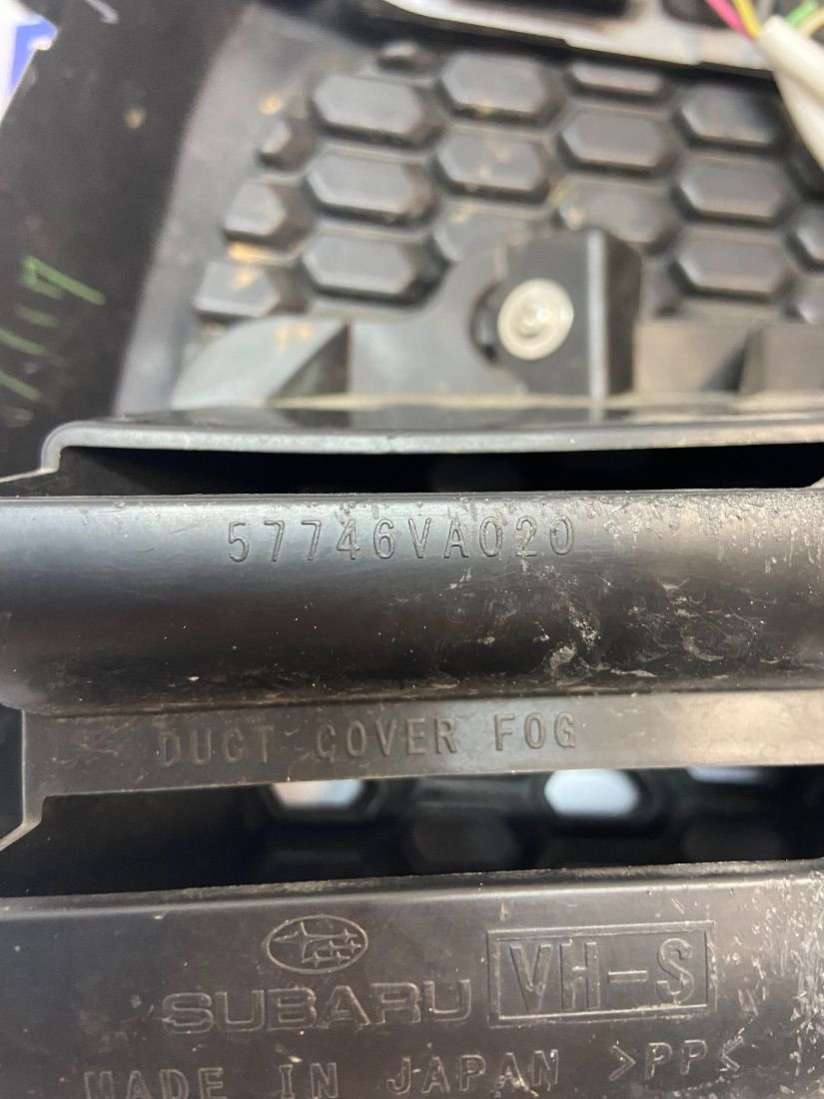 57746VA020
DUCT COVER FOG
SUBARU VH-S
MADE IN JAPAN >PP<